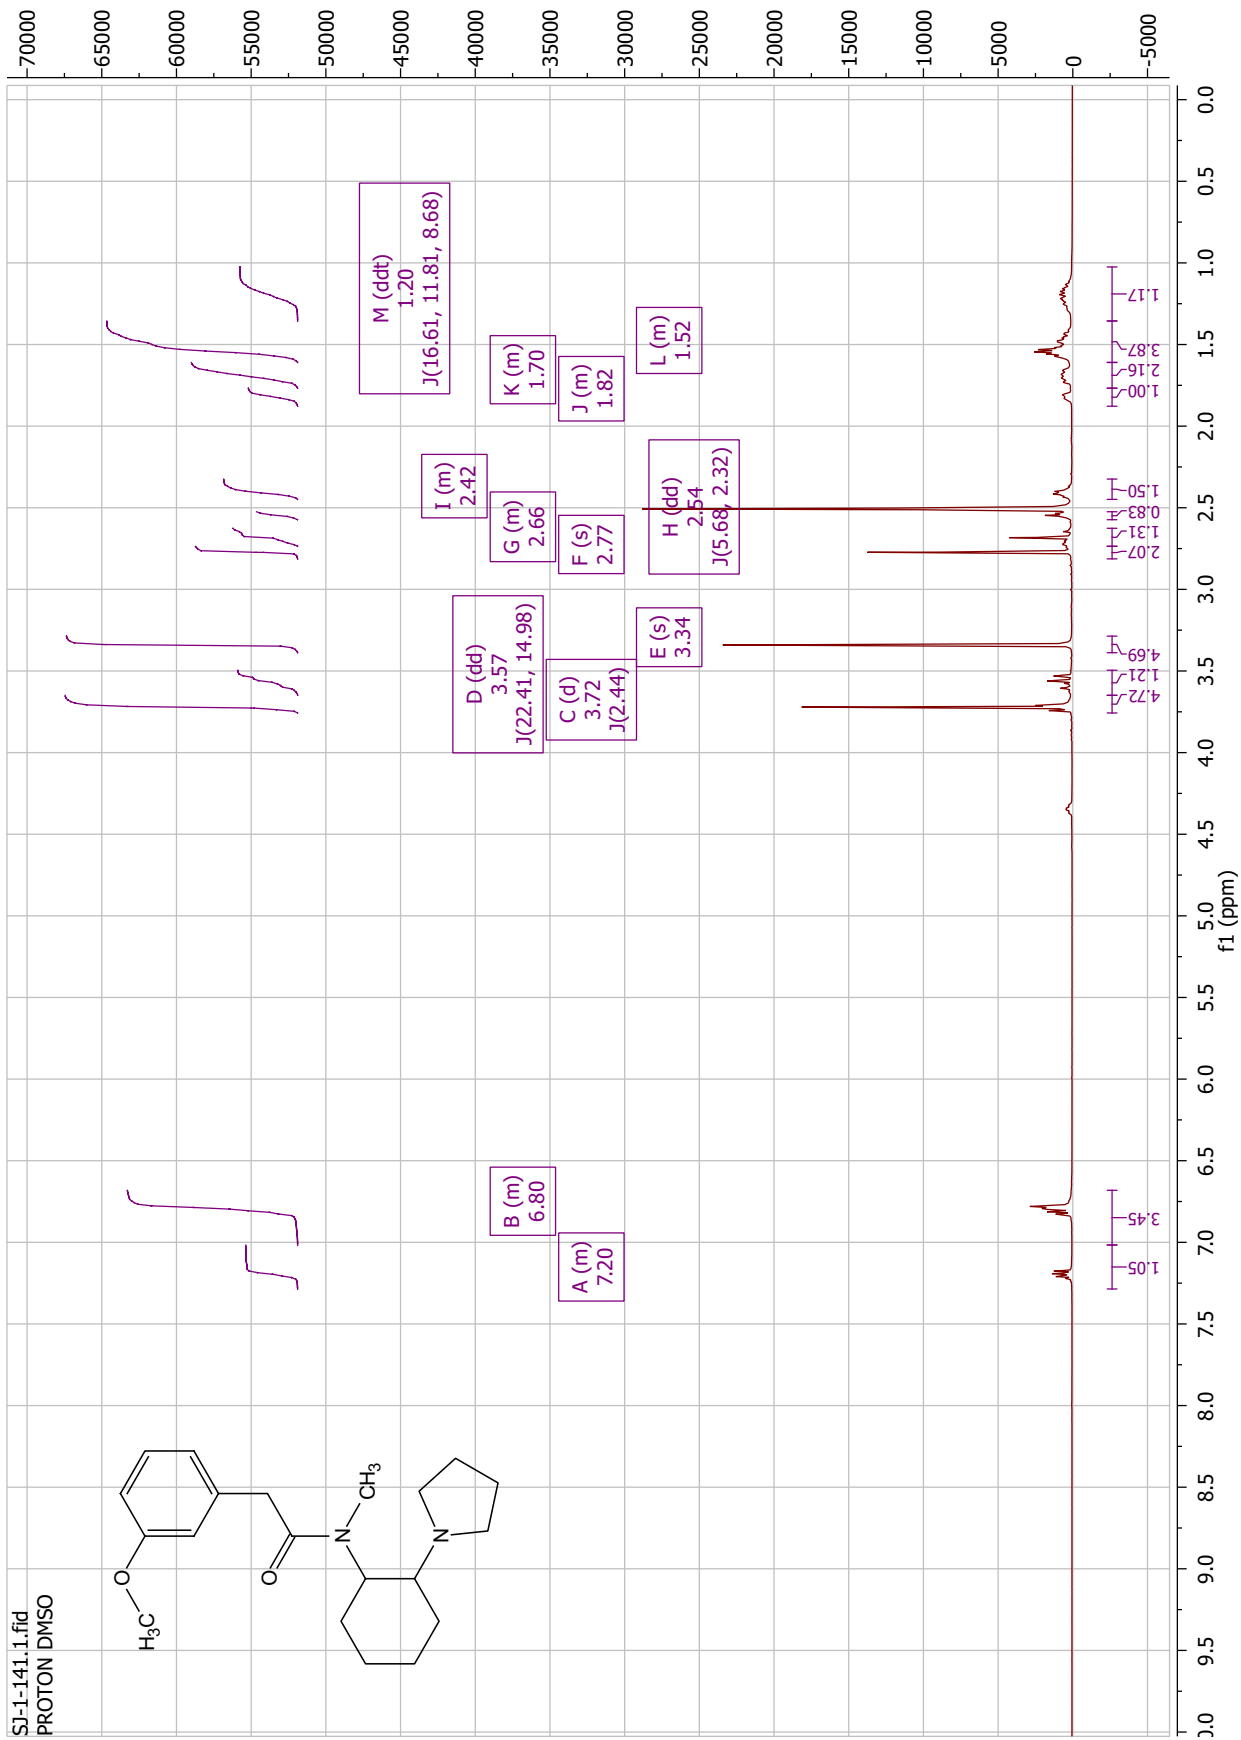 SJ-1-141.1.fid
PROTON DMSO
H₃C
O
O
N
CH₃
N
A (m)
7.20
B (m)
6.80
C (d)
3.72
J(2.44)
D (dd)
3.57
J(22.41, 14.98)
E (s)
3.34
F (s)
2.77
G (m)
2.66
H (dd)
2.54
J(5.68, 2.32)
I (m)
2.42
J (m)
1.82
K (m)
1.70
L (m)
1.52
M (ddt)
1.20
J(16.61, 11.81, 8.68)
70000
65000
60000
55000
50000
45000
40000
35000
30000
25000
20000
15000
10000
5000
0
-5000
1.05
3.45
4.72
1.21
4.69
2.07
1.31
0.83
1.50
1.00
2.16
3.87
1.17
0.0 9.5 9.0 8.5 8.0 7.5 7.0 6.5 6.0 5.5 5.0 4.5 4.0 3.5 3.0 2.5 2.0 1.5 1.0 0.5 0.0
f1 (ppm)